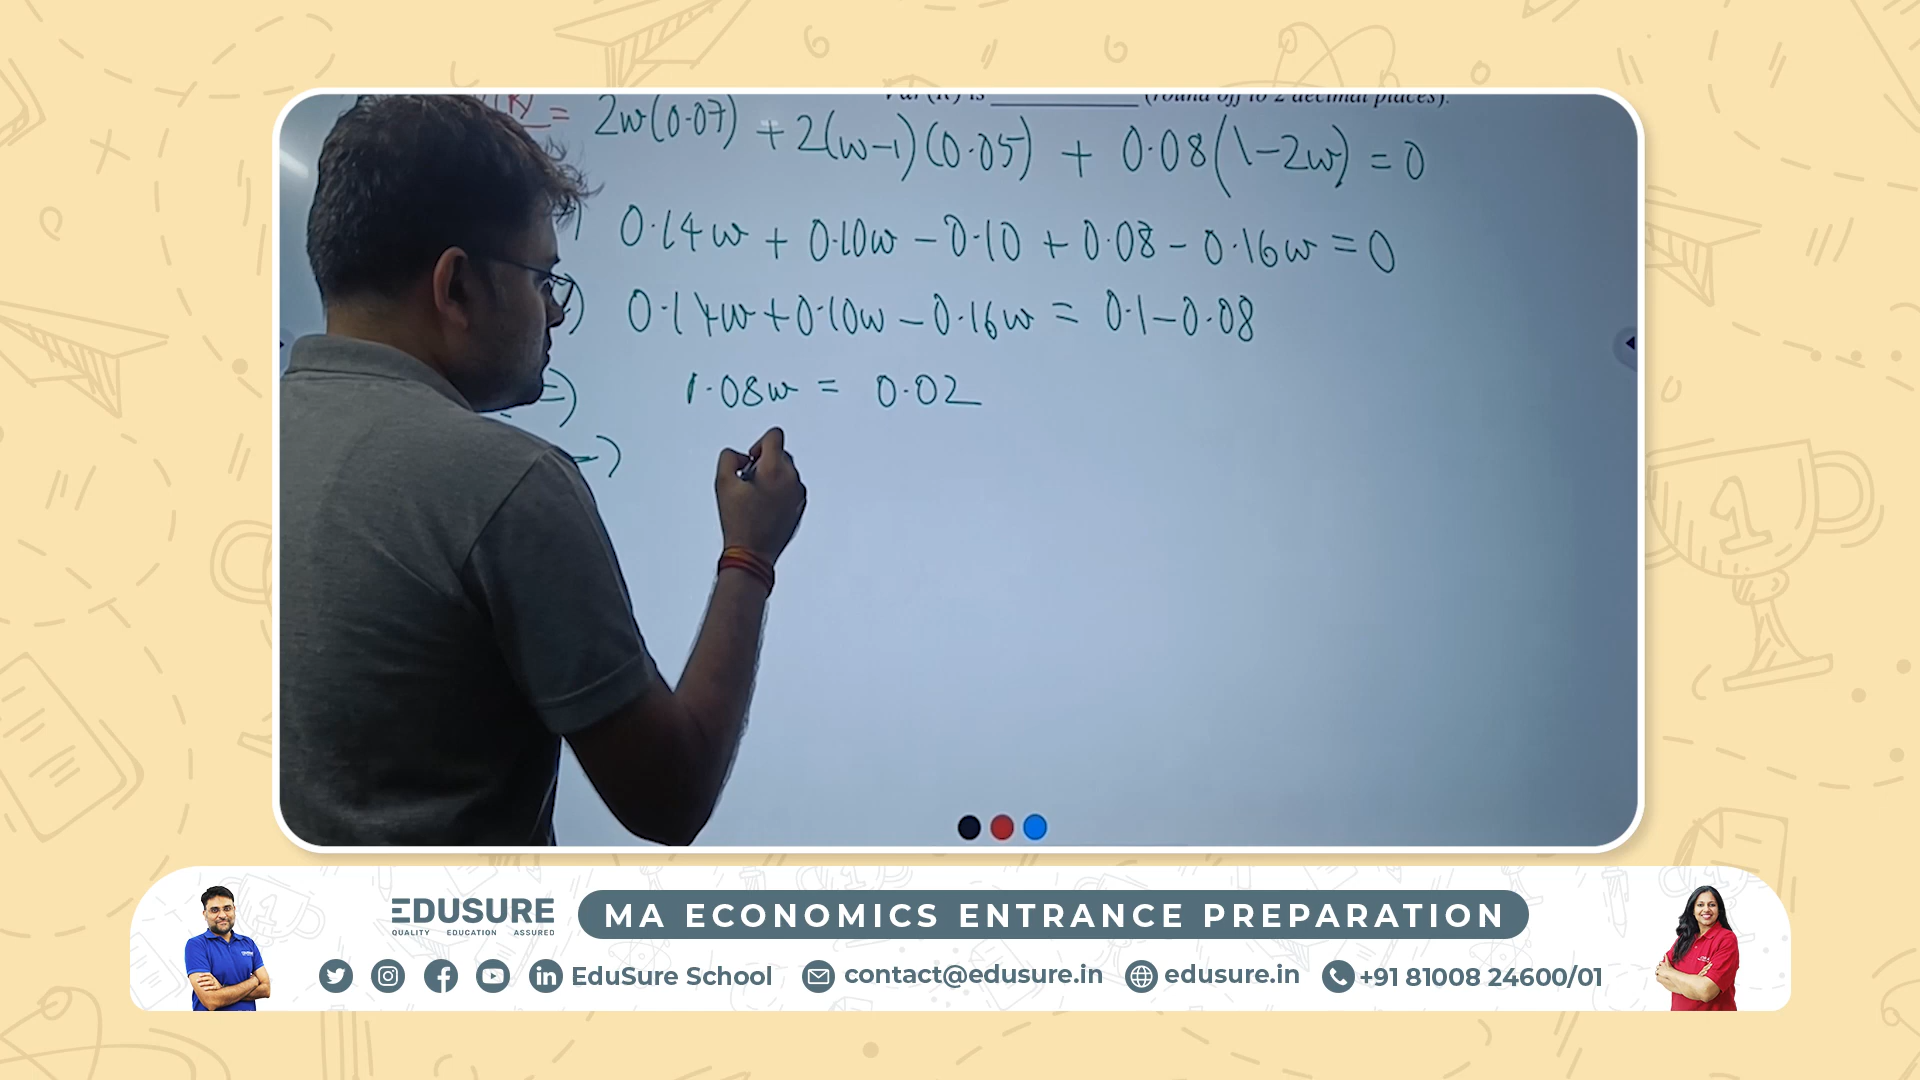 Var (R) is ____________ (round off to 2 decimal places).
= 2w(0.07) + 2(w-1)(0.05) + 0.08(1-2w) = 0
0.14w + 0.10w - 0.10 + 0.08 - 0.16w = 0
0.14w + 0.10w - 0.16w = 0.1-0.08
=) 1.08w = 0.02
=)
EDUSURE
QUALITY EDUCATION ASSURED
MA ECONOMICS ENTRANCE PREPARATION
EduSure School contact@edusure.in edusure.in +91 81008 24600/01